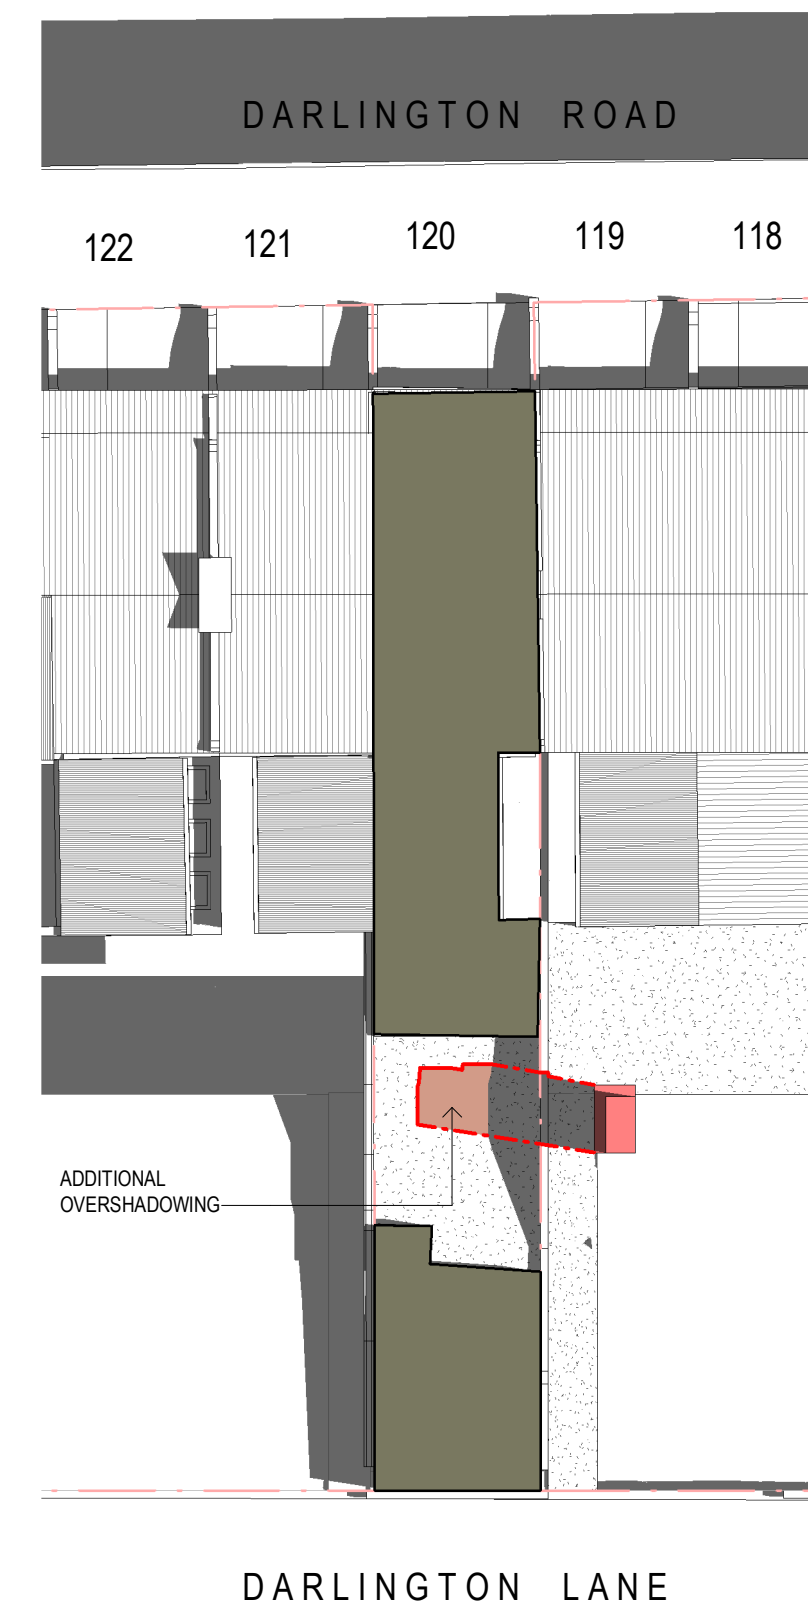 DARLINGTON ROAD
122 121 120 119 118
ADDITIONAL
OVERSHADOWING
DARLINGTON LANE